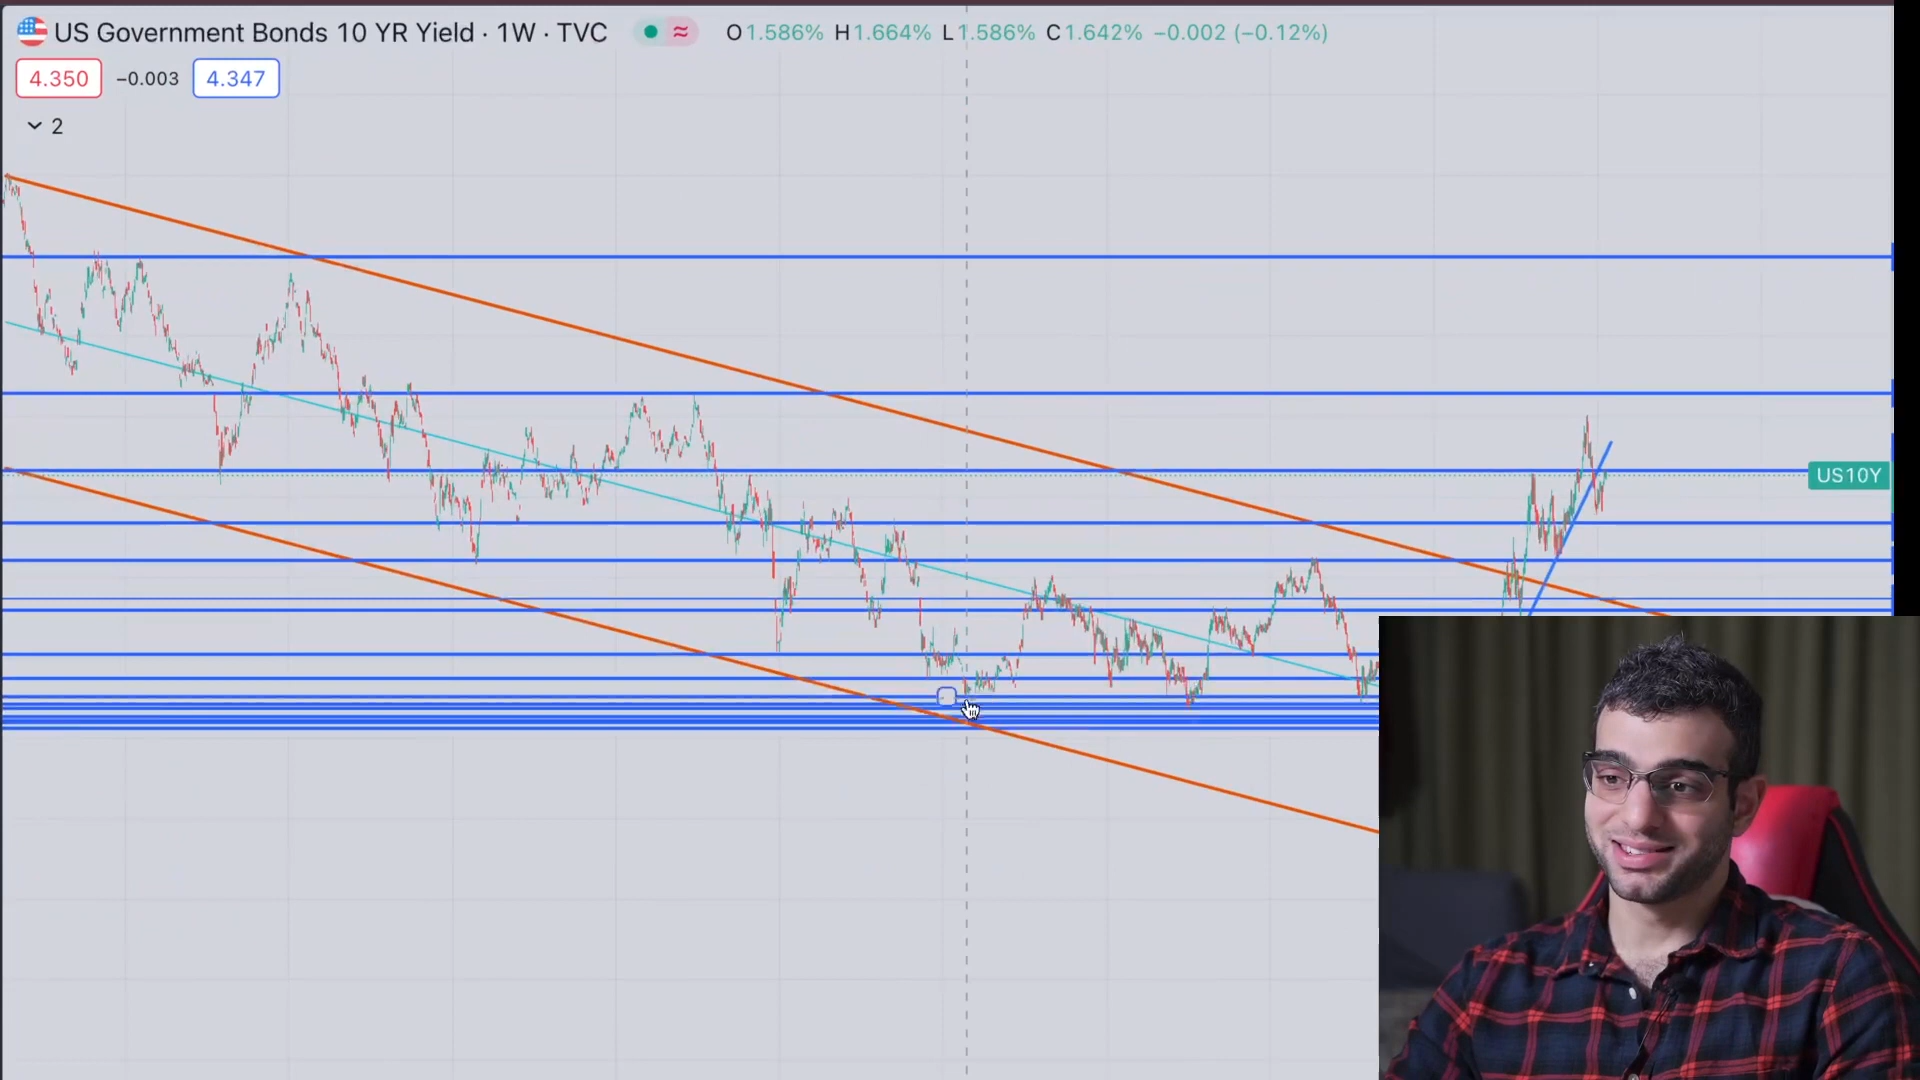 US Government Bonds 10 YR Yield · 1W · TVC O1.586% H1.664% L1.586% C1.642% −0.002 (−0.12%)
4.350 −0.003 4.347
2
US10Y